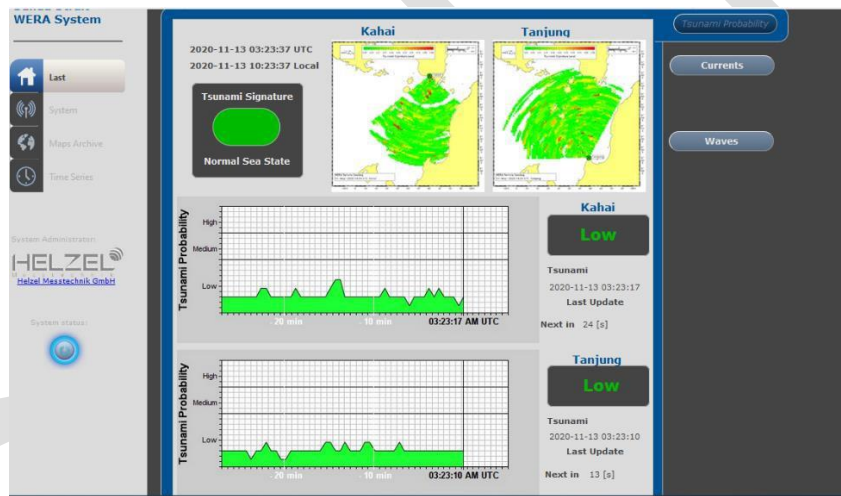 WERA System
Last
System
Maps Archive
Time Series
System Administrator:
HELZEL
Messtechnik
Helzel Messtechnik GmbH
System status:
2020-11-13 03:23:37 UTC
2020-11-13 10:23:37 Local
Tsunami Signature
Normal Sea State
Kahai
Tanjung
Tsunami Probability
High
Medium
Low
- 20 min
- 10 min
03:23:17 AM UTC
Kahai
Low
Tsunami
2020-11-13 03:23:17
Last Update
Next in 24 [s]
Tsunami Probability
High
Medium
Low
- 20 min
- 10 min
03:23:10 AM UTC
Tanjung
Low
Tsunami
2020-11-13 03:23:10
Last Update
Next in 13 [s]
Tsunami Probability
Currents
Waves